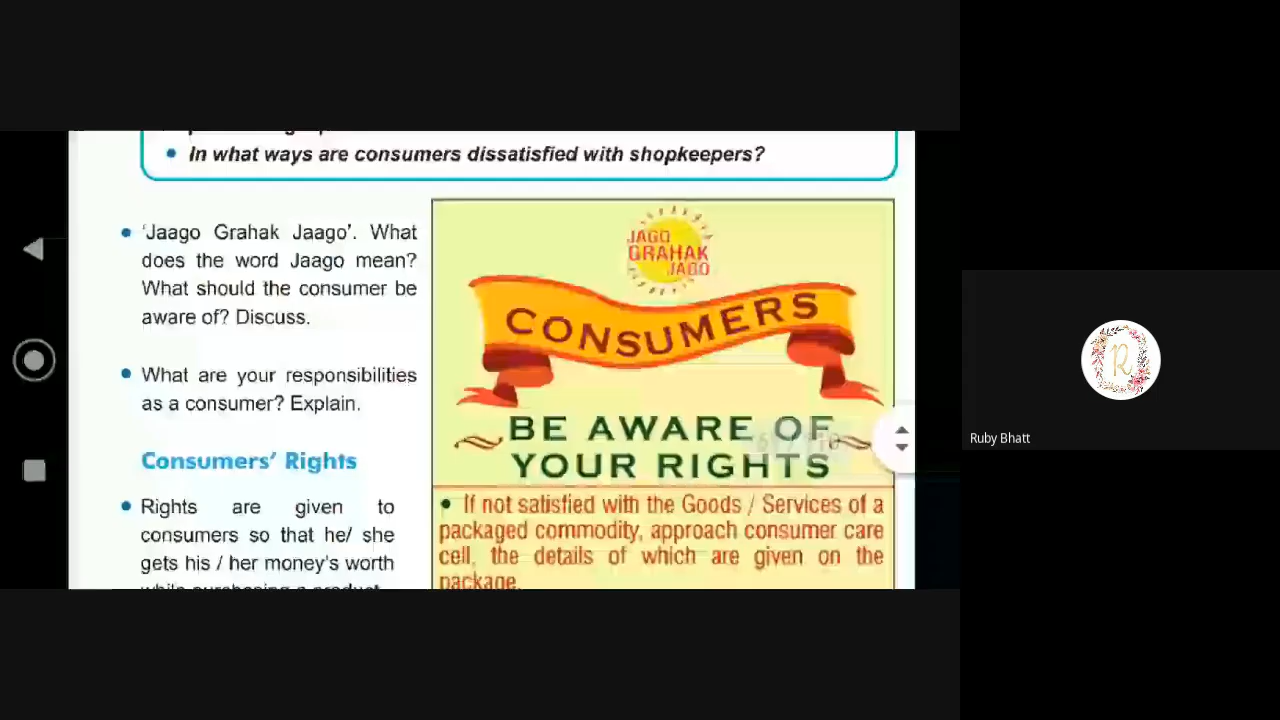 • In what ways are consumers dissatisfied with shopkeepers?
• 'Jaago Grahak Jaago'. What
does the word Jaago mean?
What should the consumer be
aware of? Discuss.
• What are your responsibilities
as a consumer? Explain.
Consumers' Rights
• Rights are given to
consumers so that he/ she
gets his / her money's worth
while purchasing a product
JAGO
GRAHAK
JAGO
CONSUMERS
BE AWARE OF
YOUR RIGHTS
• If not satisfied with the Goods / Services of a
packaged commodity, approach consumer care
cell, the details of which are given on the
package.
R
Ruby Bhatt